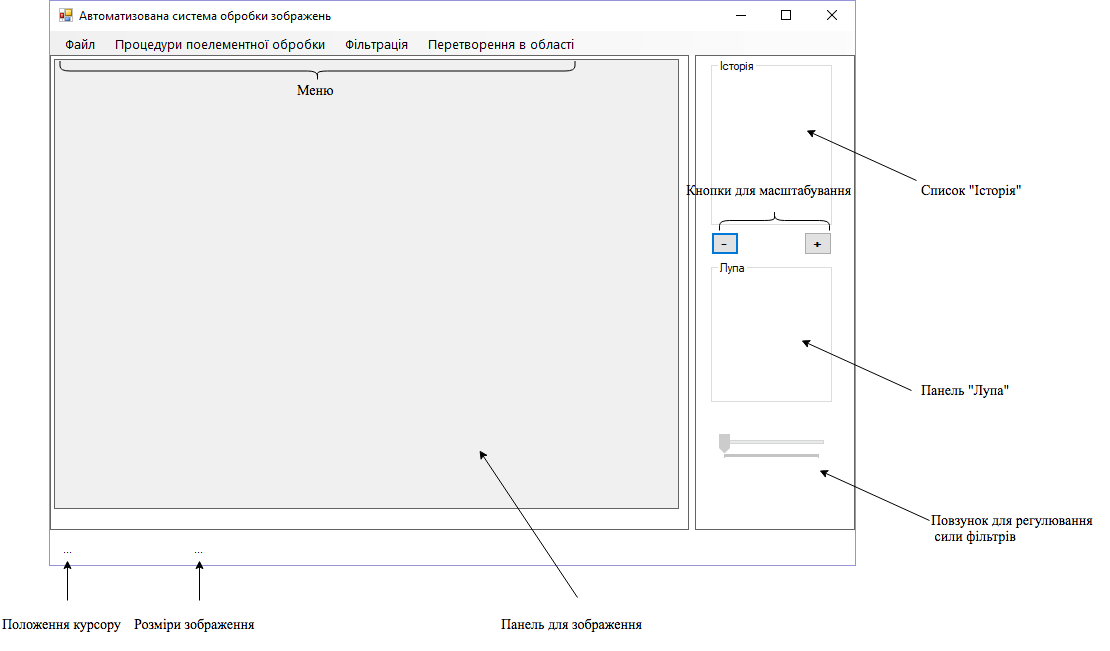 Автоматизована система обробки зображень
Файл Процедури поелементної обробки Фільтрація Перетворення в області
Меню
Історія
Кнопки для масштабування
Список "Історія"
- +
Лупа
Панель "Лупа"
Повзунок для регулювання
сили фільтрів
... ...
Положення курсору Розміри зображення Панель для зображення